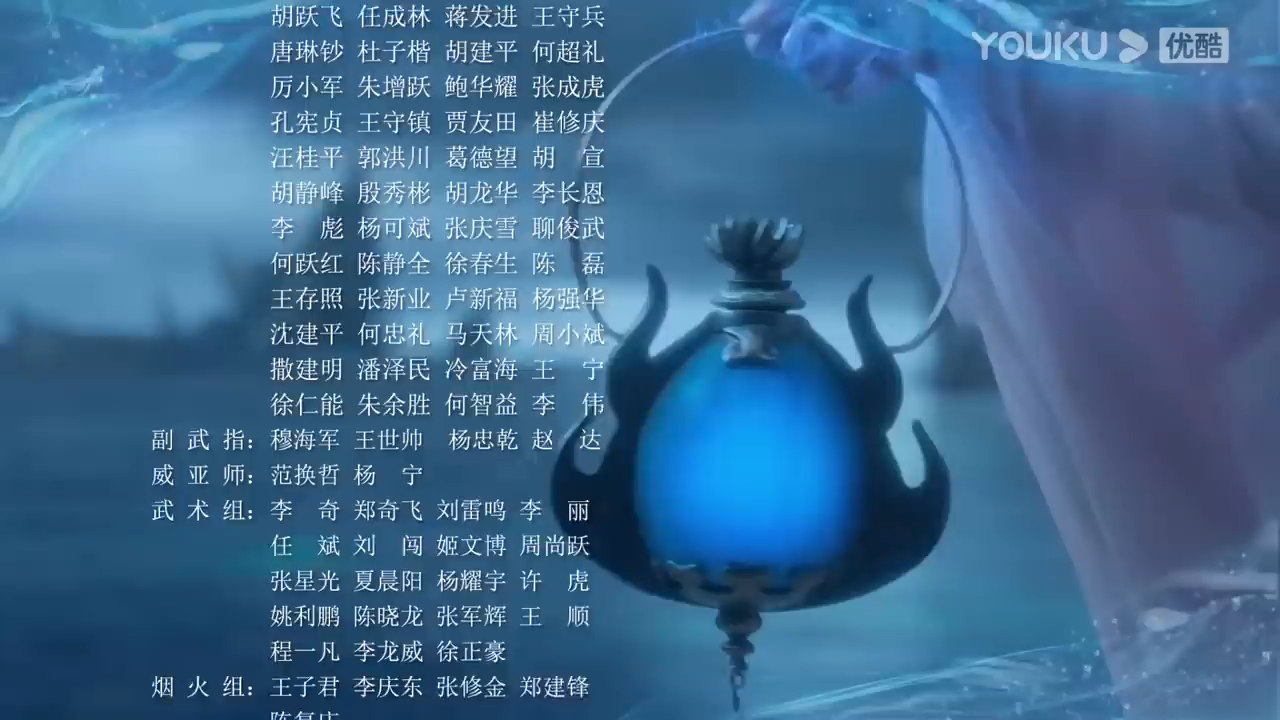 YOUKU 优酷
胡跃飞 任成林 蒋发进 王守兵
唐琳钞 杜子楷 胡建平 何超礼
厉小军 朱增跃 鲍华耀 张成虎
孔宪贞 王守镇 贾友田 崔修庆
汪桂平 郭洪川 葛德望 胡 宣
胡静峰 殷秀彬 胡龙华 李长恩
李 彪 杨可斌 张庆雪 聊俊武
何跃红 陈静全 徐春生 陈 磊
王存照 张新业 卢新福 杨强华
沈建平 何忠礼 马天林 周小斌
撒建明 潘泽民 冷富海 王 宁
徐仁能 朱余胜 何智益 李 伟
副武指：穆海军 王世帅 杨忠乾 赵 达
威亚师：范换哲 杨 宁
武术组：李 奇 郑奇飞 刘雷鸣 李 丽
任 斌 刘 闯 姬文博 周尚跃
张星光 夏晨阳 杨耀宇 许 虎
姚利鹏 陈晓龙 张军辉 王 顺
程一凡 李龙威 徐正豪
烟火组：王子君 李庆东 张修金 郑建锋